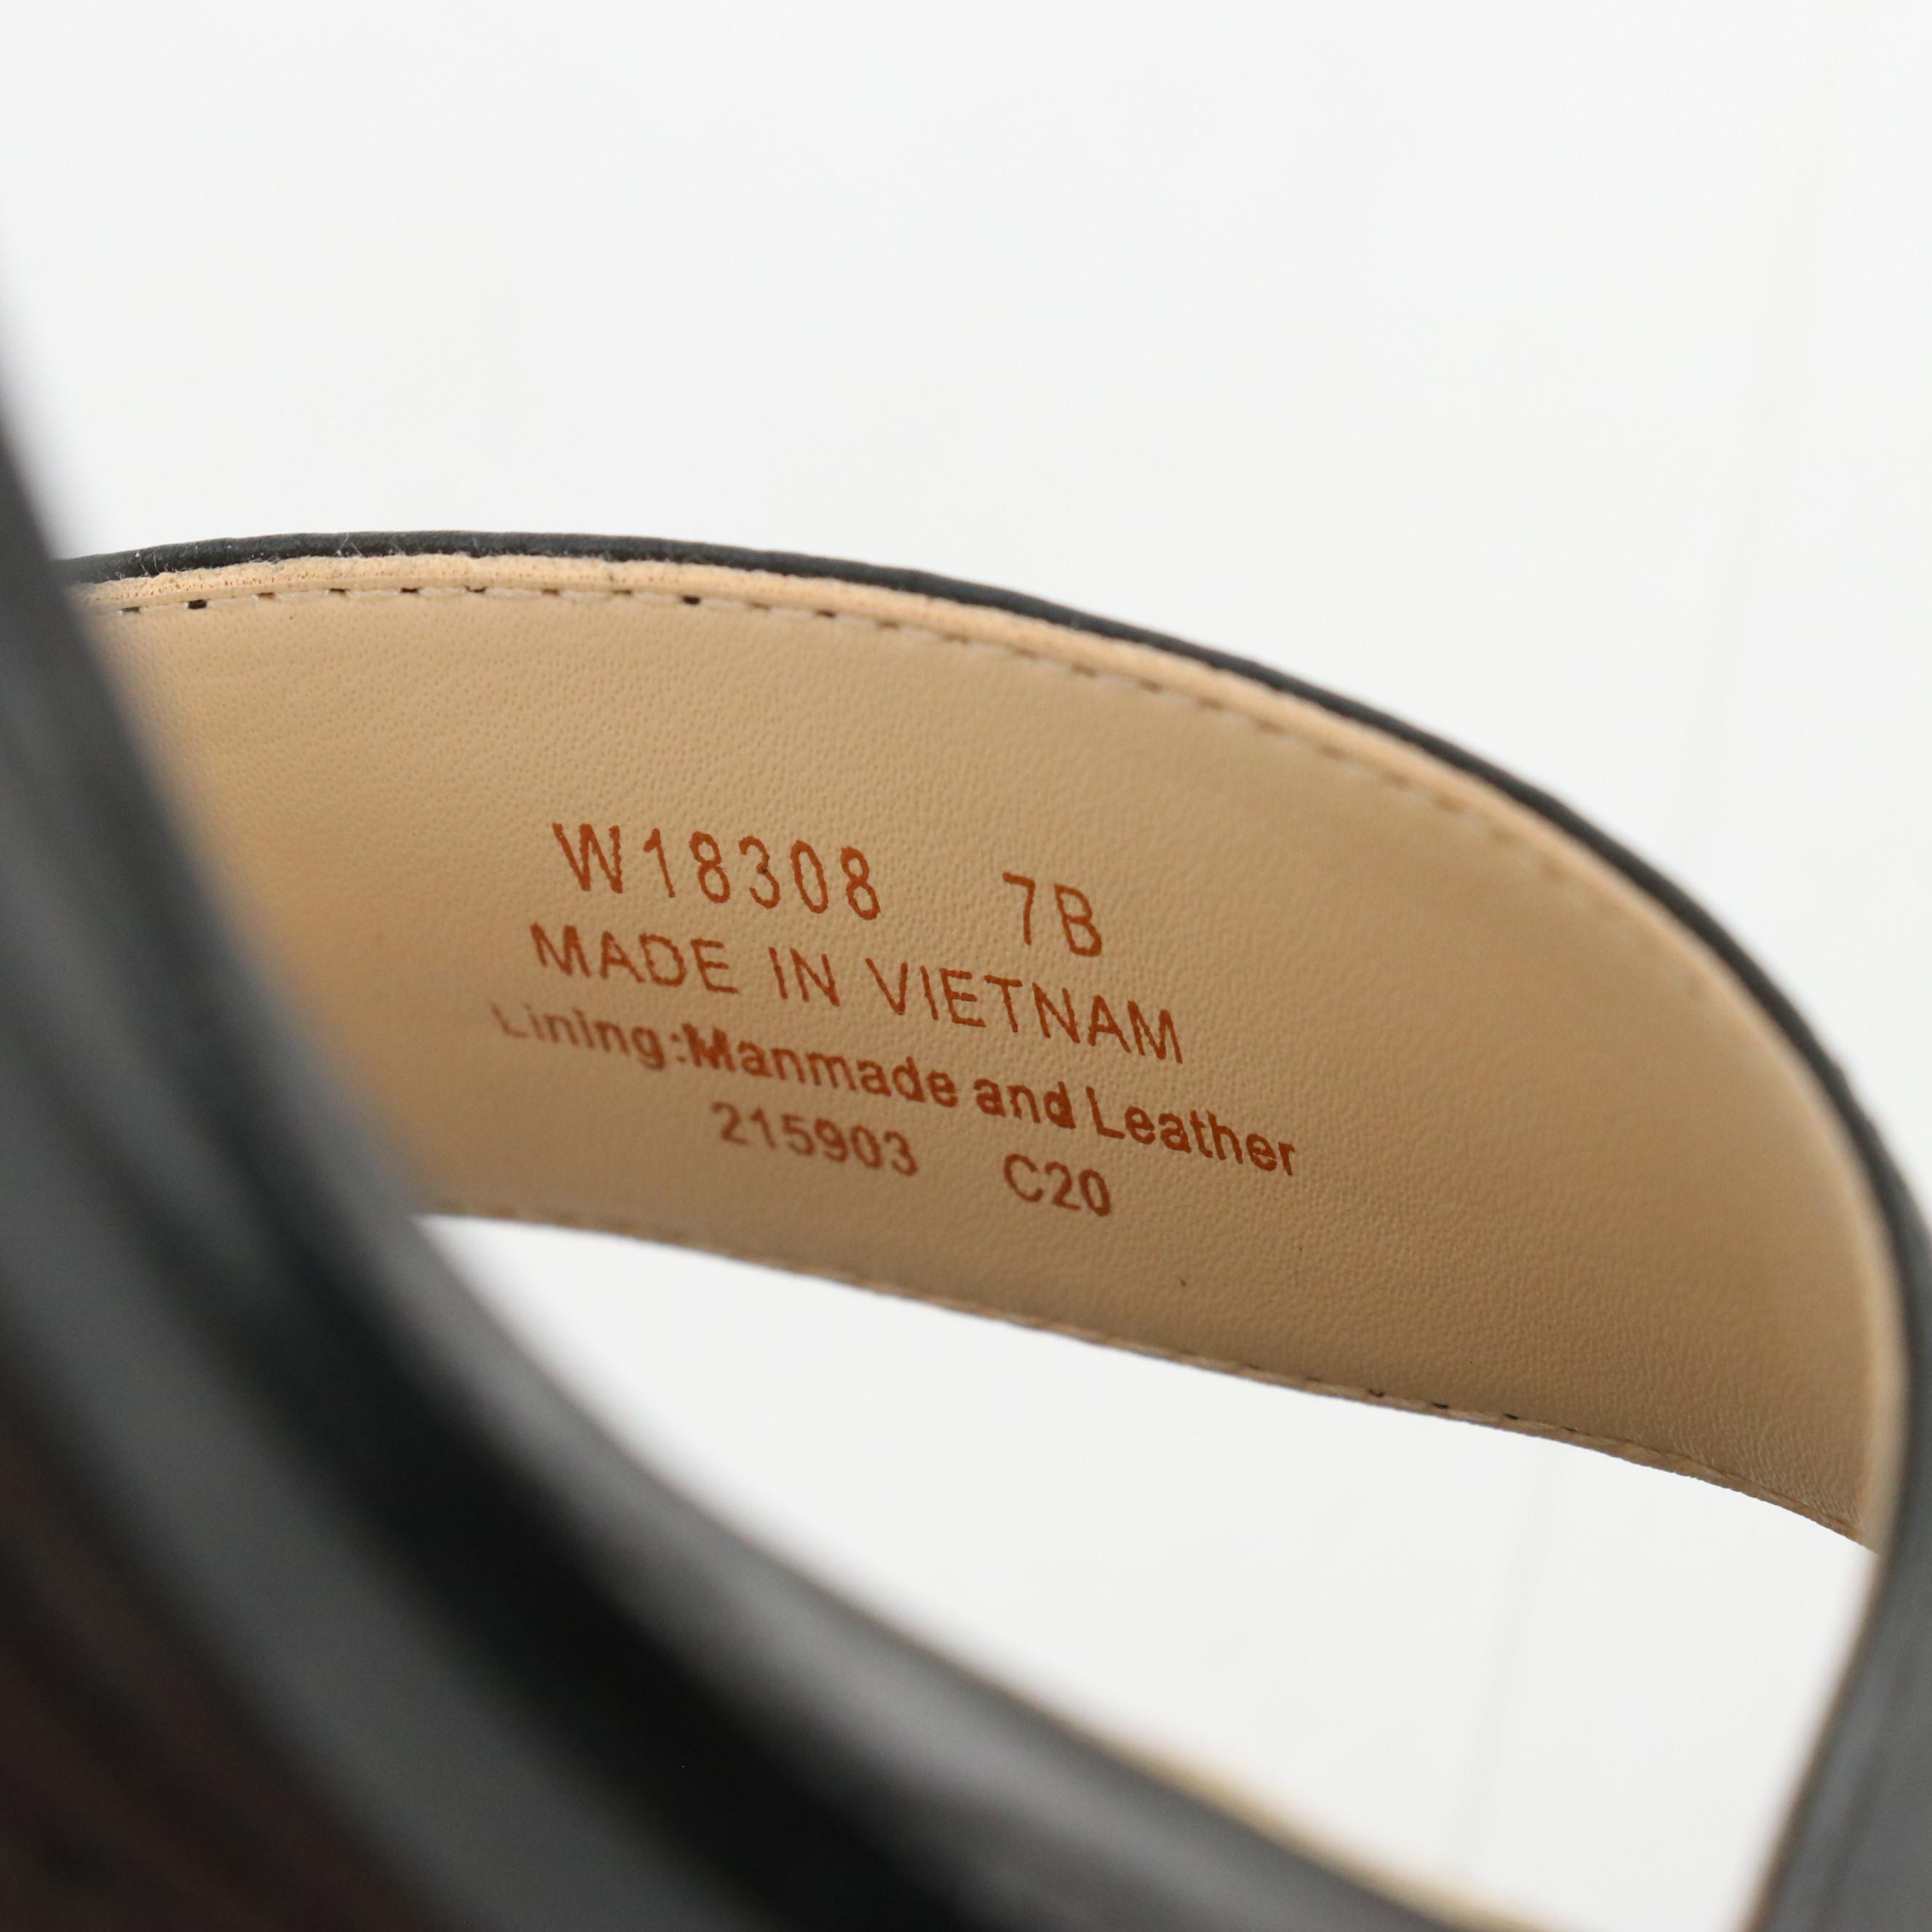 W18308 7B
MADE IN VIETNAM
Lining:Manmade and Leather
215903 C20